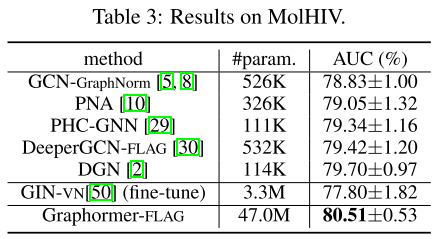 Table 3: Results on MolHIV.
method #param. AUC (%)
GCN-GRAPHNORM [5, 8] 526K 78.83±1.00
PNA [10] 326K 79.05±1.32
PHC-GNN [29] 111K 79.34±1.16
DEEPERGCN-FLAG [30] 532K 79.42±1.20
DGN [2] 114K 79.70±0.97
GIN-VN[50] (fine-tune) 3.3M 77.80±1.82
Graphormer-FLAG 47.0M 80.51±0.53